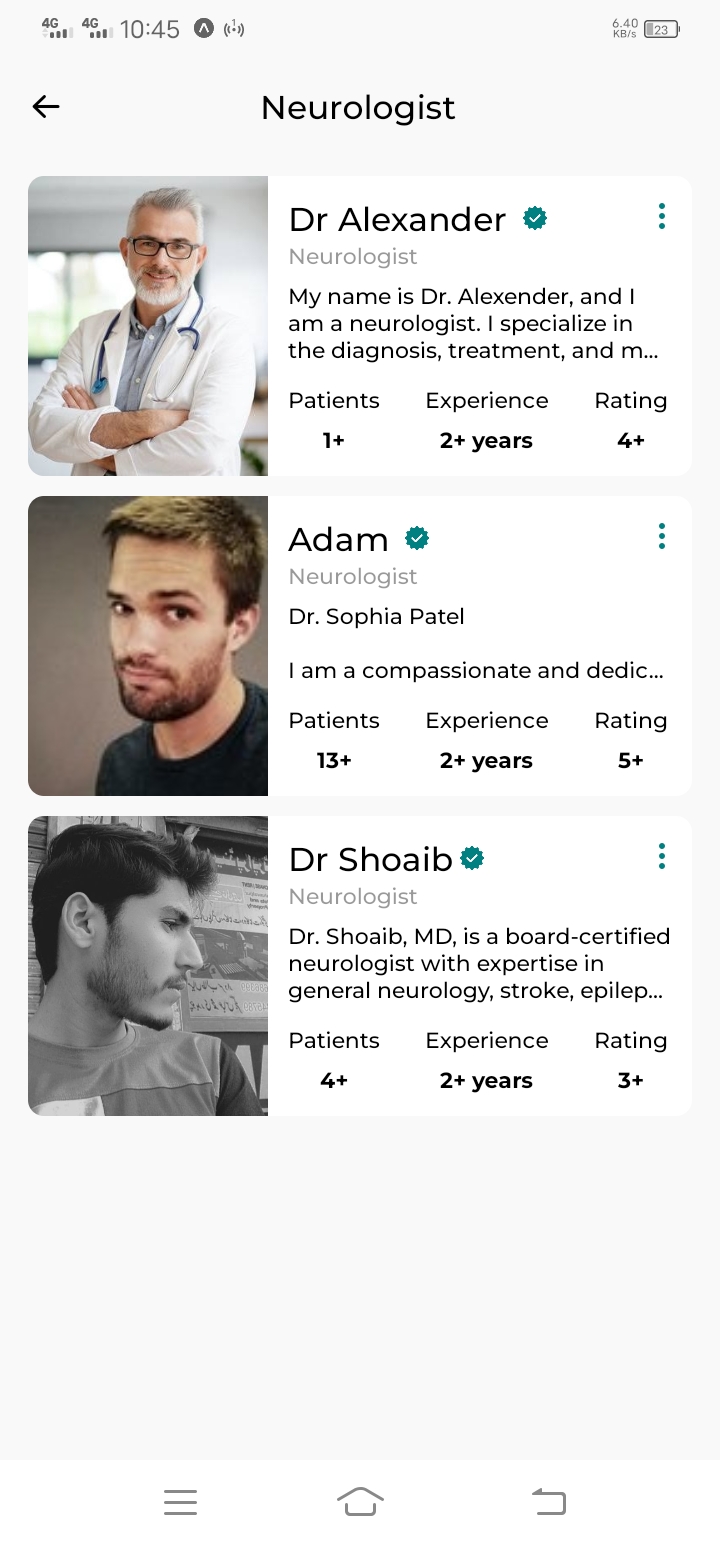 4G 4G 10:45 6.40 KB/s 23
Neurologist
Dr Alexander
Neurologist
My name is Dr. Alexender, and I
am a neurologist. I specialize in
the diagnosis, treatment, and m...
Patients Experience Rating
1+ 2+ years 4+
Adam
Neurologist
Dr. Sophia Patel
I am a compassionate and dedic...
Patients Experience Rating
13+ 2+ years 5+
Dr Shoaib
Neurologist
Dr. Shoaib, MD, is a board-certified
neurologist with expertise in
general neurology, stroke, epilep...
Patients Experience Rating
4+ 2+ years 3+